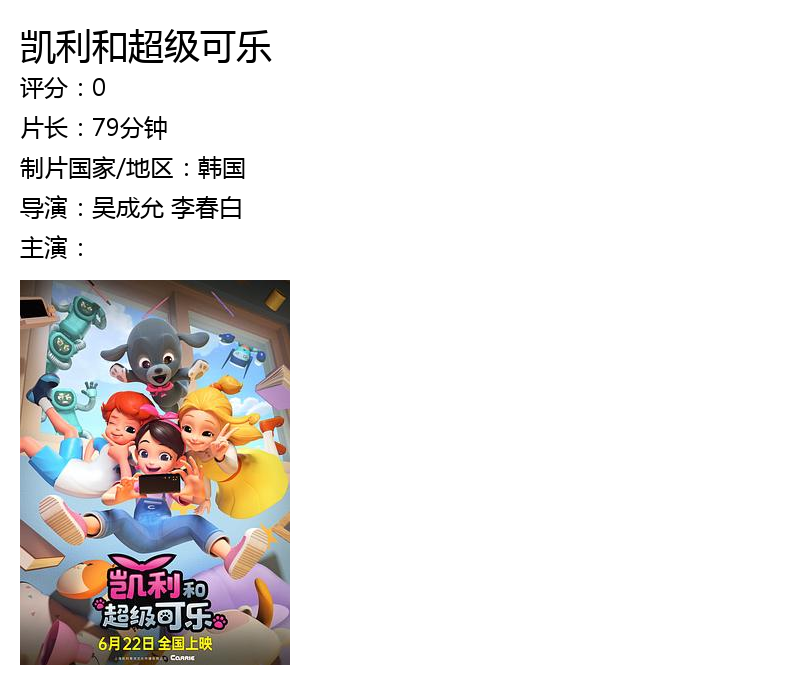 凯利和超级可乐
评分：0
片长：79分钟
制片国家/地区：韩国
导演：吴成允 李春白
主演：
凯利和
超级可乐
6月22日 全国上映
CARRIE